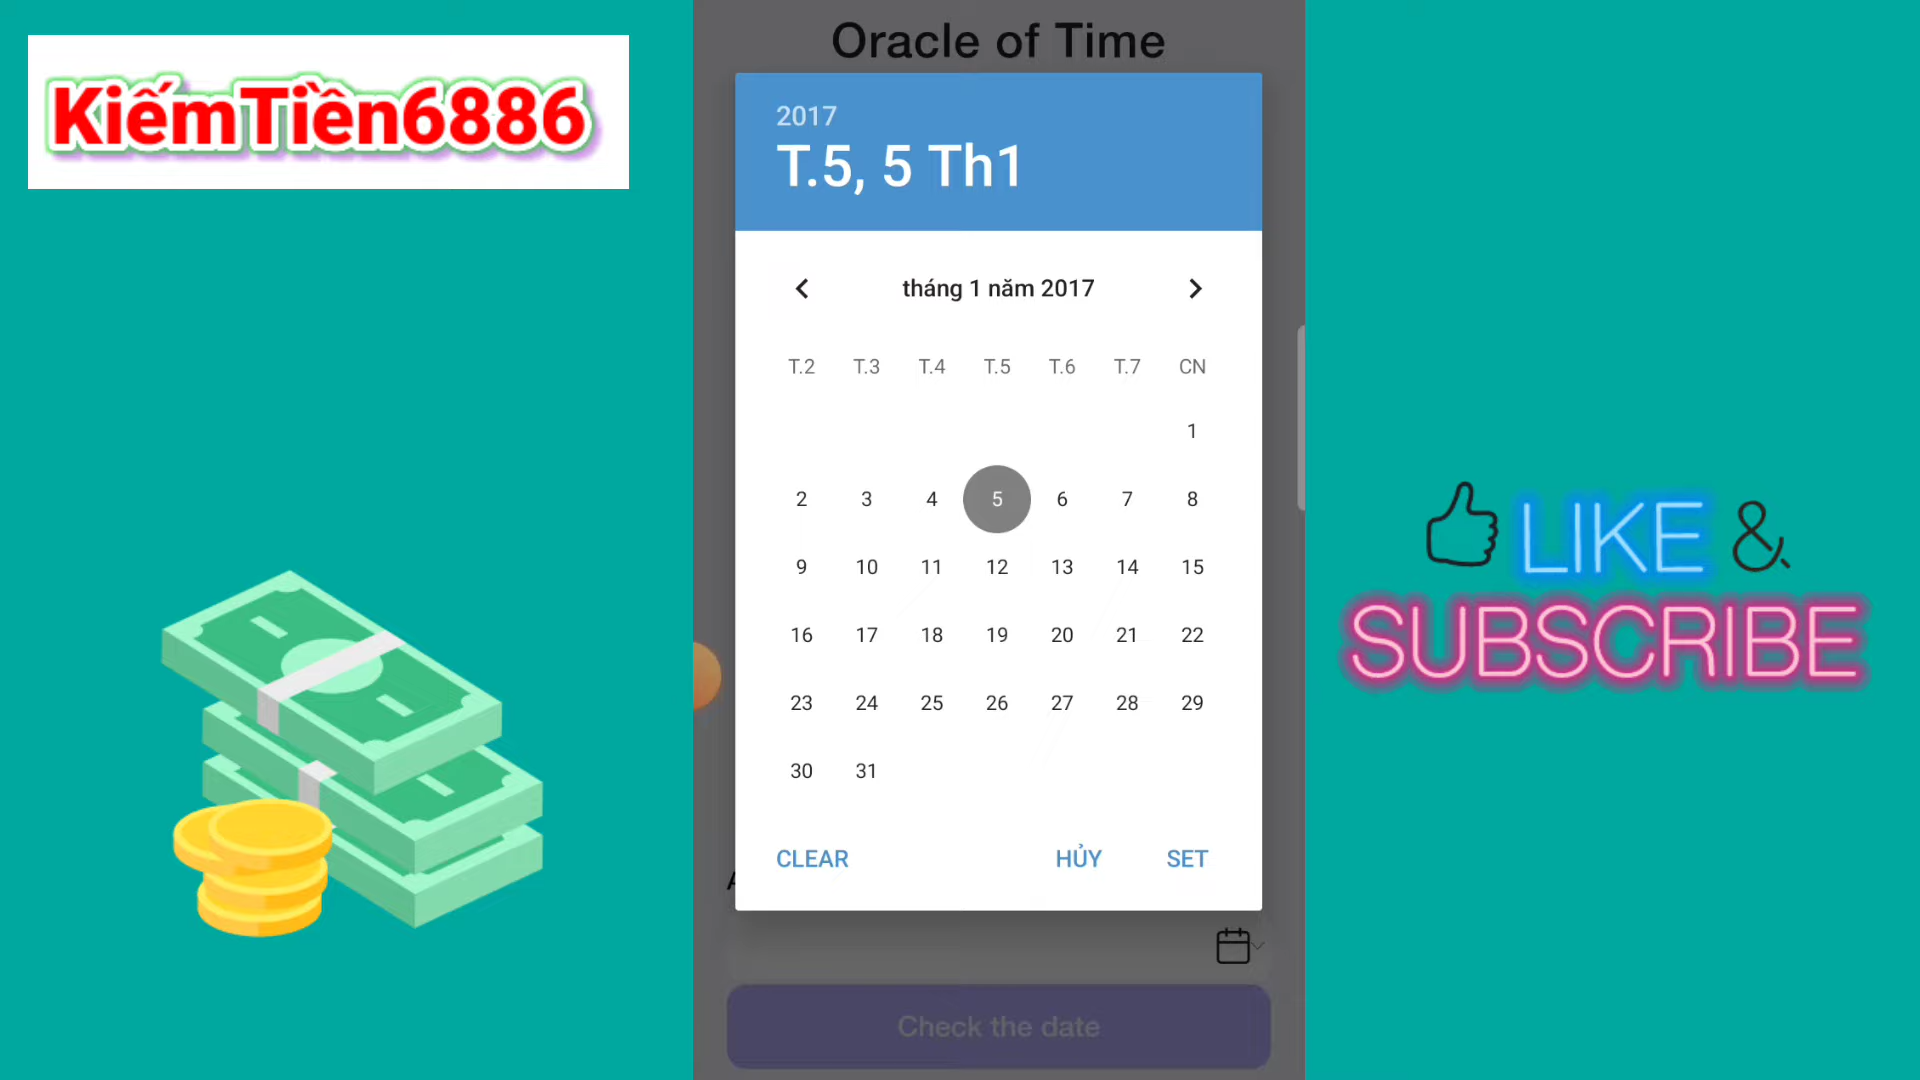 KiếmTiền6886
Oracle of Time
2017
T.5, 5 Th1
tháng 1 năm 2017
T.2 T.3 T.4 T.5 T.6 T.7 CN
1
2 3 4 5 6 7 8
9 10 11 12 13 14 15
16 17 18 19 20 21 22
23 24 25 26 27 28 29
30 31
CLEAR HỦY SET
Check the date
LIKE &
SUBSCRIBE